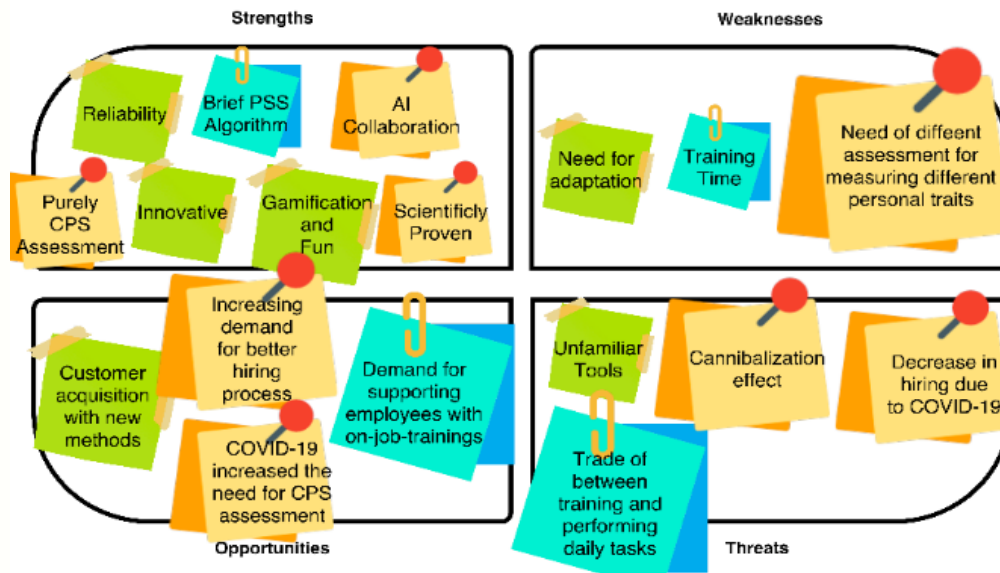 Strengths
Weaknesses
Reliability
Brief PSS
Algorithm
AI
Collaboration
Purely
CPS
Assessment
Innovative
Gamification
and
Fun
Scientificly
Proven
Need for
adaptation
Training
Time
Need of diffeent
assessment for
measuring different
personal traits
Customer
acquisition
with new
methods
Increasing
demand
for better
hiring
process
COVID-19
increased the
need for CPS
assessment
Demand for
supporting
employees with
on-job-trainings
Unfamiliar
Tools
Cannibalization
effect
Decrease in
hiring due
to COVID-19
Trade of
between
training and
performing
daily tasks
Opportunities
Threats